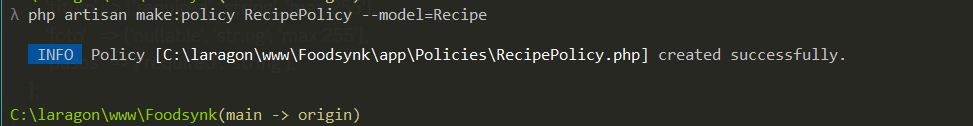 λ php artisan make:policy RecipePolicy --model=Recipe
INFO Policy [C:\laragon\www\Foodsynk\app\Policies\RecipePolicy.php] created successfully.
C:\laragon\www\Foodsynk(main -> origin)